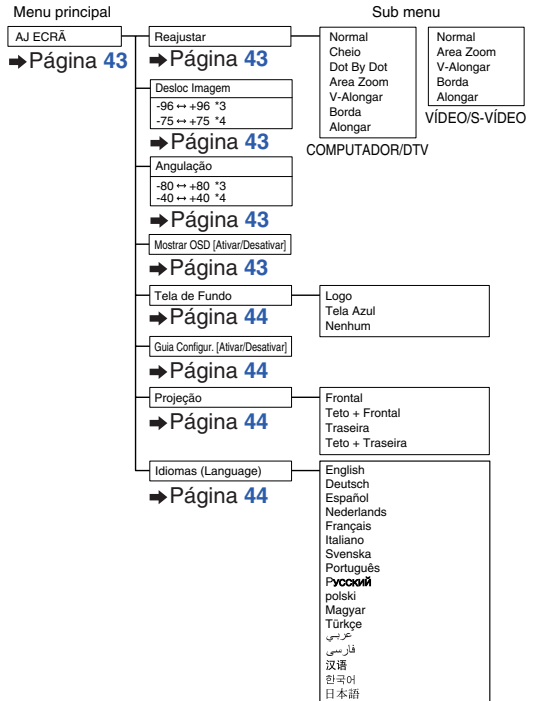 Menu principal
Sub menu
AJ ECRÃ
➡Página 43
Reajustar
➡Página 43
Normal
Cheio
Dot By Dot
Area Zoom
V-Alongar
Borda
Alongar
COMPUTADOR/DTV
Normal
Area Zoom
V-Alongar
Borda
Alongar
VÍDEO/S-VÍDEO
Desloc Imagem
-96 ↔ +96 *3
-75 ↔ +75 *4
➡Página 43
Angulação
-80 ↔ +80 *3
-40 ↔ +40 *4
➡Página 43
Mostrar OSD [Ativar/Desativar]
➡Página 43
Tela de Fundo
➡Página 44
Logo
Tela Azul
Nenhum
Guia Configur. [Ativar/Desativar]
➡Página 44
Projeção
➡Página 44
Frontal
Teto + Frontal
Traseira
Teto + Traseira
Idiomas (Language)
➡Página 44
English
Deutsch
Español
Nederlands
Français
Italiano
Svenska
Português
Русский
polski
Magyar
Türkçe
عربي
فارسی
汉语
한국어
日本語